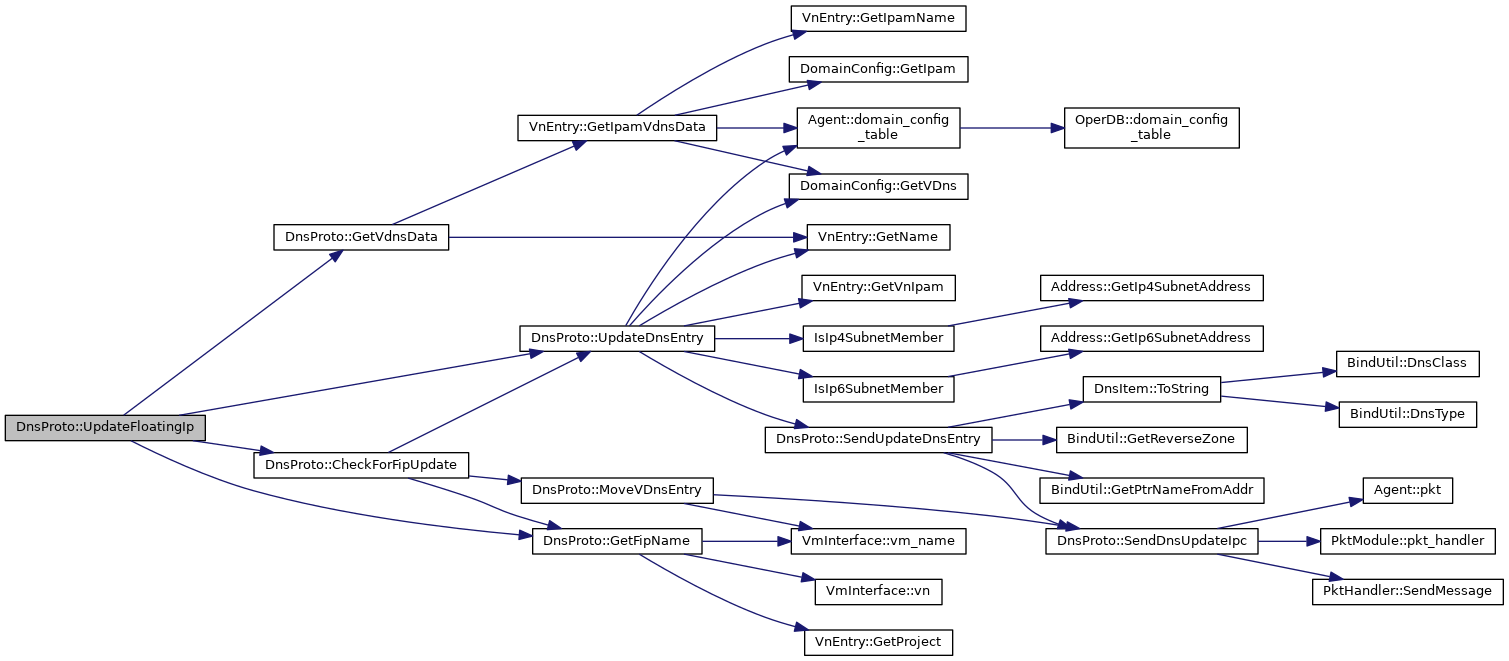 VnEntry::GetIpamName
DomainConfig::GetIpam
VnEntry::GetIpamVdnsData
Agent::domain_config
_table
OperDB::domain_config
_table
DomainConfig::GetVDns
DnsProto::GetVdnsData
VnEntry::GetName
VnEntry::GetVnIpam
Address::GetIp4SubnetAddress
DnsProto::UpdateDnsEntry
IsIp4SubnetMember
Address::GetIp6SubnetAddress
IsIp6SubnetMember
DnsItem::ToString
BindUtil::DnsClass
BindUtil::DnsType
DnsProto::UpdateFloatingIp
DnsProto::SendUpdateDnsEntry
BindUtil::GetReverseZone
DnsProto::CheckForFipUpdate
DnsProto::MoveVDnsEntry
BindUtil::GetPtrNameFromAddr
Agent::pkt
DnsProto::GetFipName
VmInterface::vm_name
DnsProto::SendDnsUpdateIpc
PktModule::pkt_handler
VmInterface::vn
PktHandler::SendMessage
VnEntry::GetProject